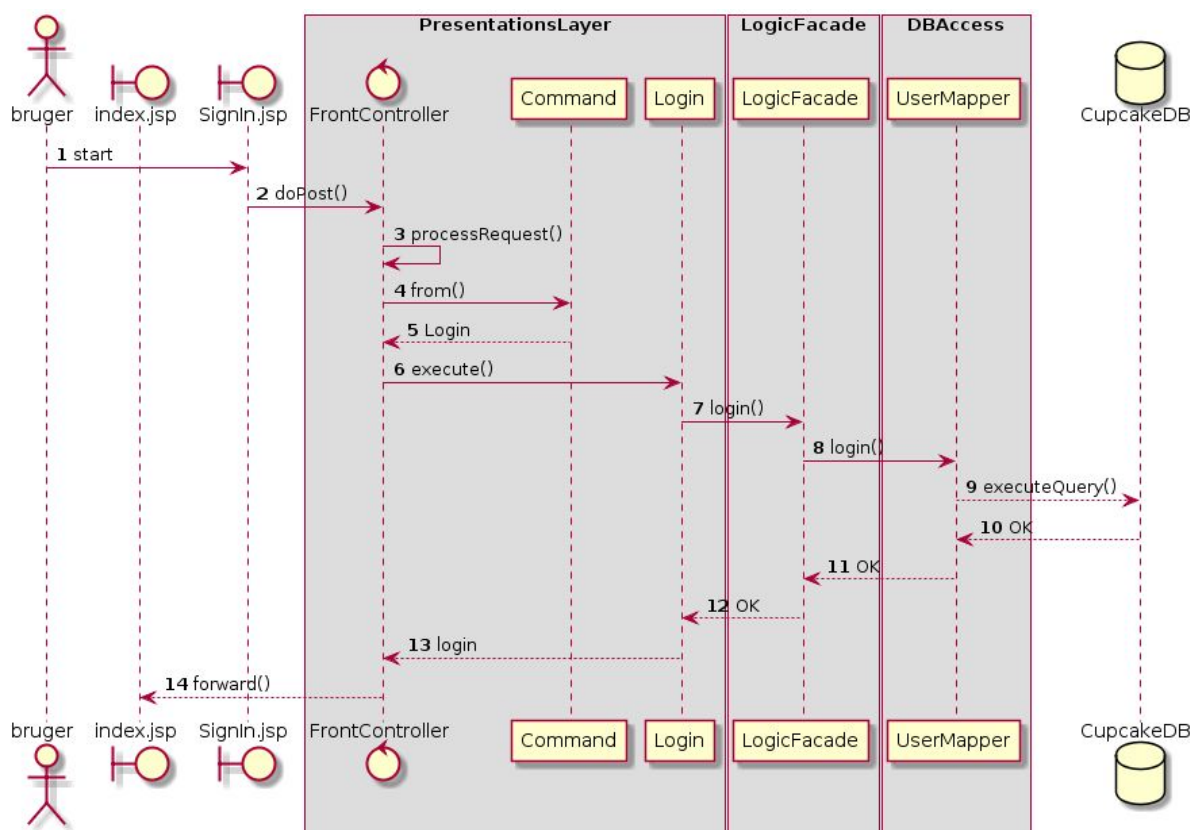 PresentationsLayer LogicFacade DBAccess
bruger index.jsp SignIn.jsp FrontController Command Login LogicFacade UserMapper CupcakeDB
1 start
2 doPost()
3 processRequest()
4 from()
5 Login
6 execute()
7 login()
8 login()
9 executeQuery()
10 OK
11 OK
12 OK
13 login
14 forward()
bruger index.jsp SignIn.jsp FrontController Command Login LogicFacade UserMapper CupcakeDB